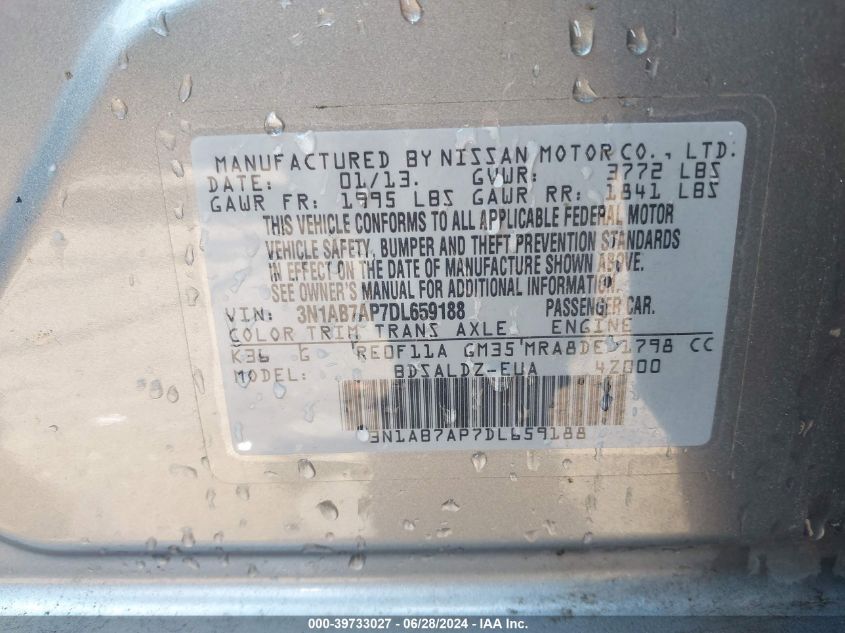 MANUFACTURED BY NISSAN MOTOR CO., LTD.
DATE: 01/13. GVWR: 3772 LBS
GAWR FR: 1995 LBS GAWR RR: 1841 LBS
THIS VEHICLE CONFORMS TO ALL APPLICABLE FEDERAL MOTOR
VEHICLE SAFETY, BUMPER AND THEFT PREVENTION STANDARDS
IN EFFECT ON THE DATE OF MANUFACTURE SHOWN ABOVE.
SEE OWNER'S MANUAL FOR ADDITIONAL INFORMATION.
VIN: 3N1AB7AP7DL659188 PASSENGER CAR.
COLOR TRIM TRANS AXLE ENGINE
K36 G RE0F11A GM35 MRA8DE 1798 CC
MODEL: BDSALDZ-EUA 4Z000
3N1AB7AP7DL659188
000-39733027 - 06/28/2024 - IAA Inc.